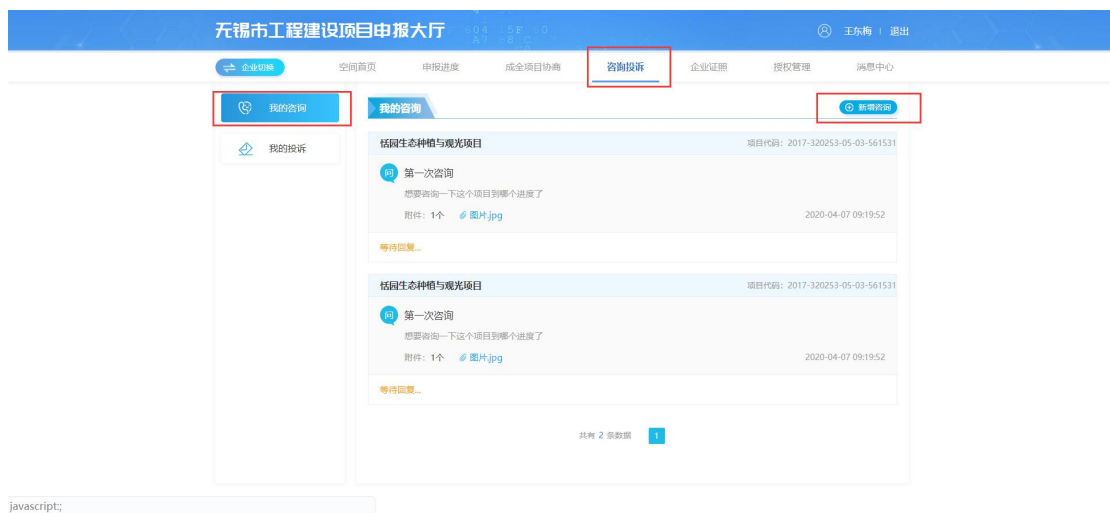 无锡市工程建设项目申报大厅
王东梅 | 退出
企业切换 空间首页 申报进度 成全项目协商 咨询投诉 企业证照 授权管理 消息中心
我的咨询
我的投诉
我的咨询 新增咨询
恬园生态种植与观光项目 项目代码：2017-320253-05-03-561531
问 第一次咨询
想要咨询一下这个项目到哪个进度了
附件：1个 图片.jpg 2020-04-07 09:19:52
等待回复...
恬园生态种植与观光项目 项目代码：2017-320253-05-03-561531
问 第一次咨询
想要咨询一下这个项目到哪个进度了
附件：1个 图片.jpg 2020-04-07 09:19:52
等待回复...
共有 2 条数据 1
javascript:;